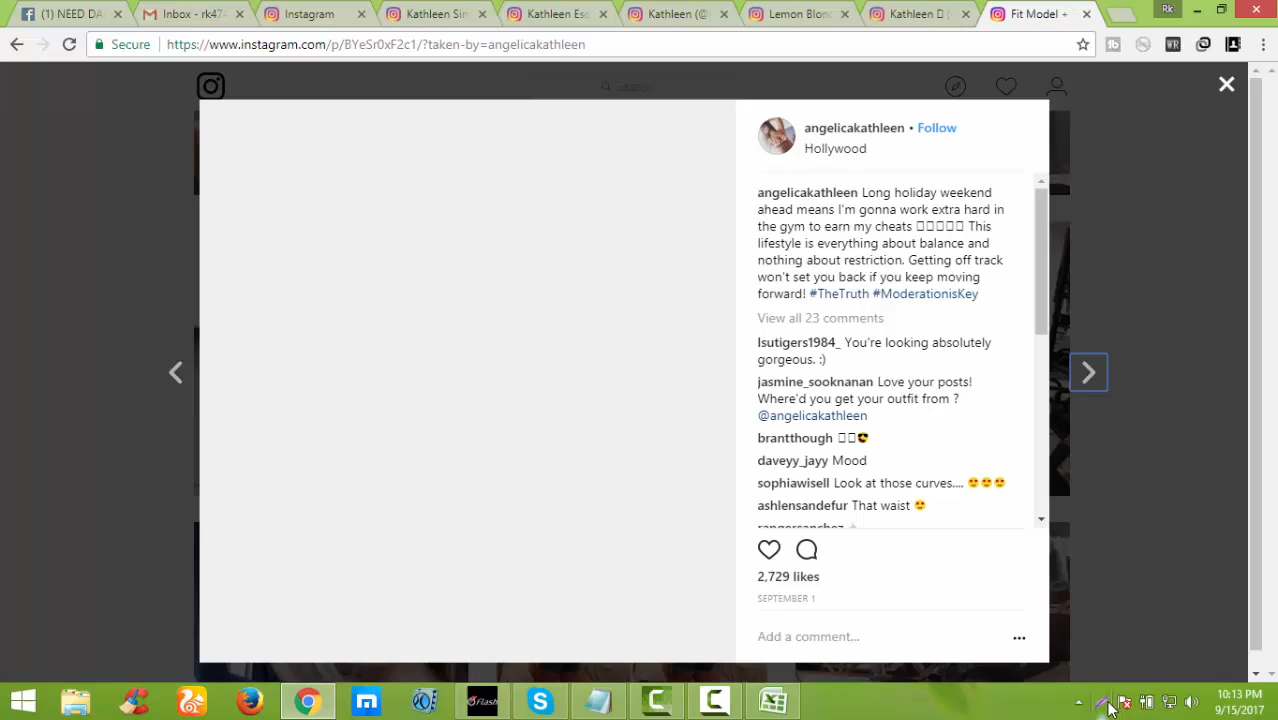 (1) NEED DA
Inbox - rk474
Instagram
Kathleen Sin
Kathleen Esc
Kathleen (@
Lemon Blon
Kathleen
Fit Model +
Rk
Secure
https://www.instagram.com/p/BYeSr0xF2c1/?taken-by=angelicakathleen
Search
angelicakathleen • Follow
Hollywood
angelicakathleen Long holiday weekend
ahead means I'm gonna work extra hard in
the gym to earn my cheats This
lifestyle is everything about balance and
nothing about restriction. Getting off track
won't set you back if you keep moving
forward! #TheTruth #ModerationisKey
View all 23 comments
lsutigers1984_ You're looking absolutely
gorgeous. :)
jasmine_sooknanan Love your posts!
Where'd you get your outfit from ?
@angelicakathleen
brantthough 😎
daveyy_jayy Mood
sophiawisell Look at those curves.... 😍😍😍
ashlensandefur That waist 😍
rangersanchez
2,729 likes
SEPTEMBER 1
Add a comment...
Flash
10:13 PM
9/15/2017